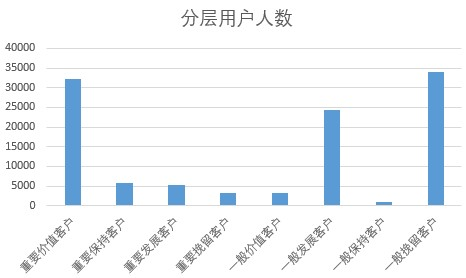 分层用户人数
40000
35000
30000
25000
20000
15000
10000
5000
0
重要价值客户
重要保持客户
重要发展客户
重要挽留客户
一般价值客户
一般发展客户
一般保持客户
一般挽留客户